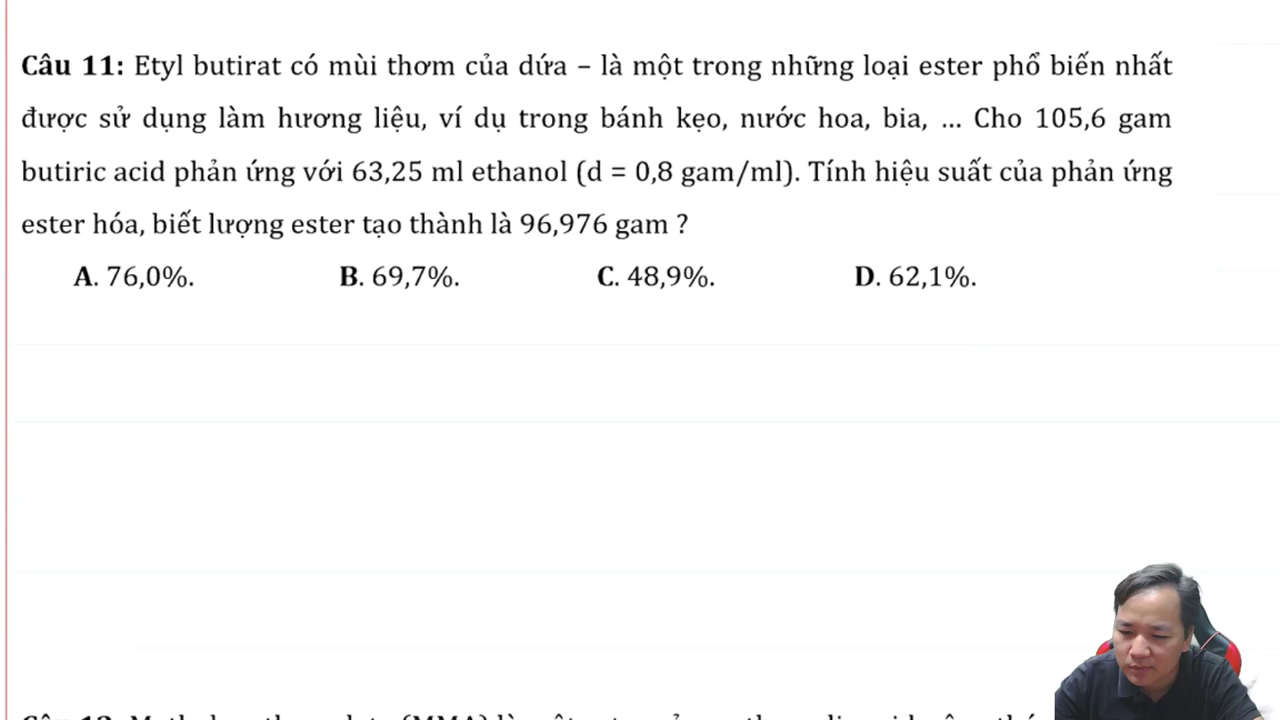 Câu 11: Etyl butirat có mùi thơm của dứa – là một trong những loại ester phổ biến nhất
được sử dụng làm hương liệu, ví dụ trong bánh kẹo, nước hoa, bia, ... Cho 105,6 gam
butiric acid phản ứng với 63,25 ml ethanol (d = 0,8 gam/ml). Tính hiệu suất của phản ứng
ester hóa, biết lượng ester tạo thành là 96,976 gam ?
A. 76,0%. B. 69,7%. C. 48,9%. D. 62,1%.